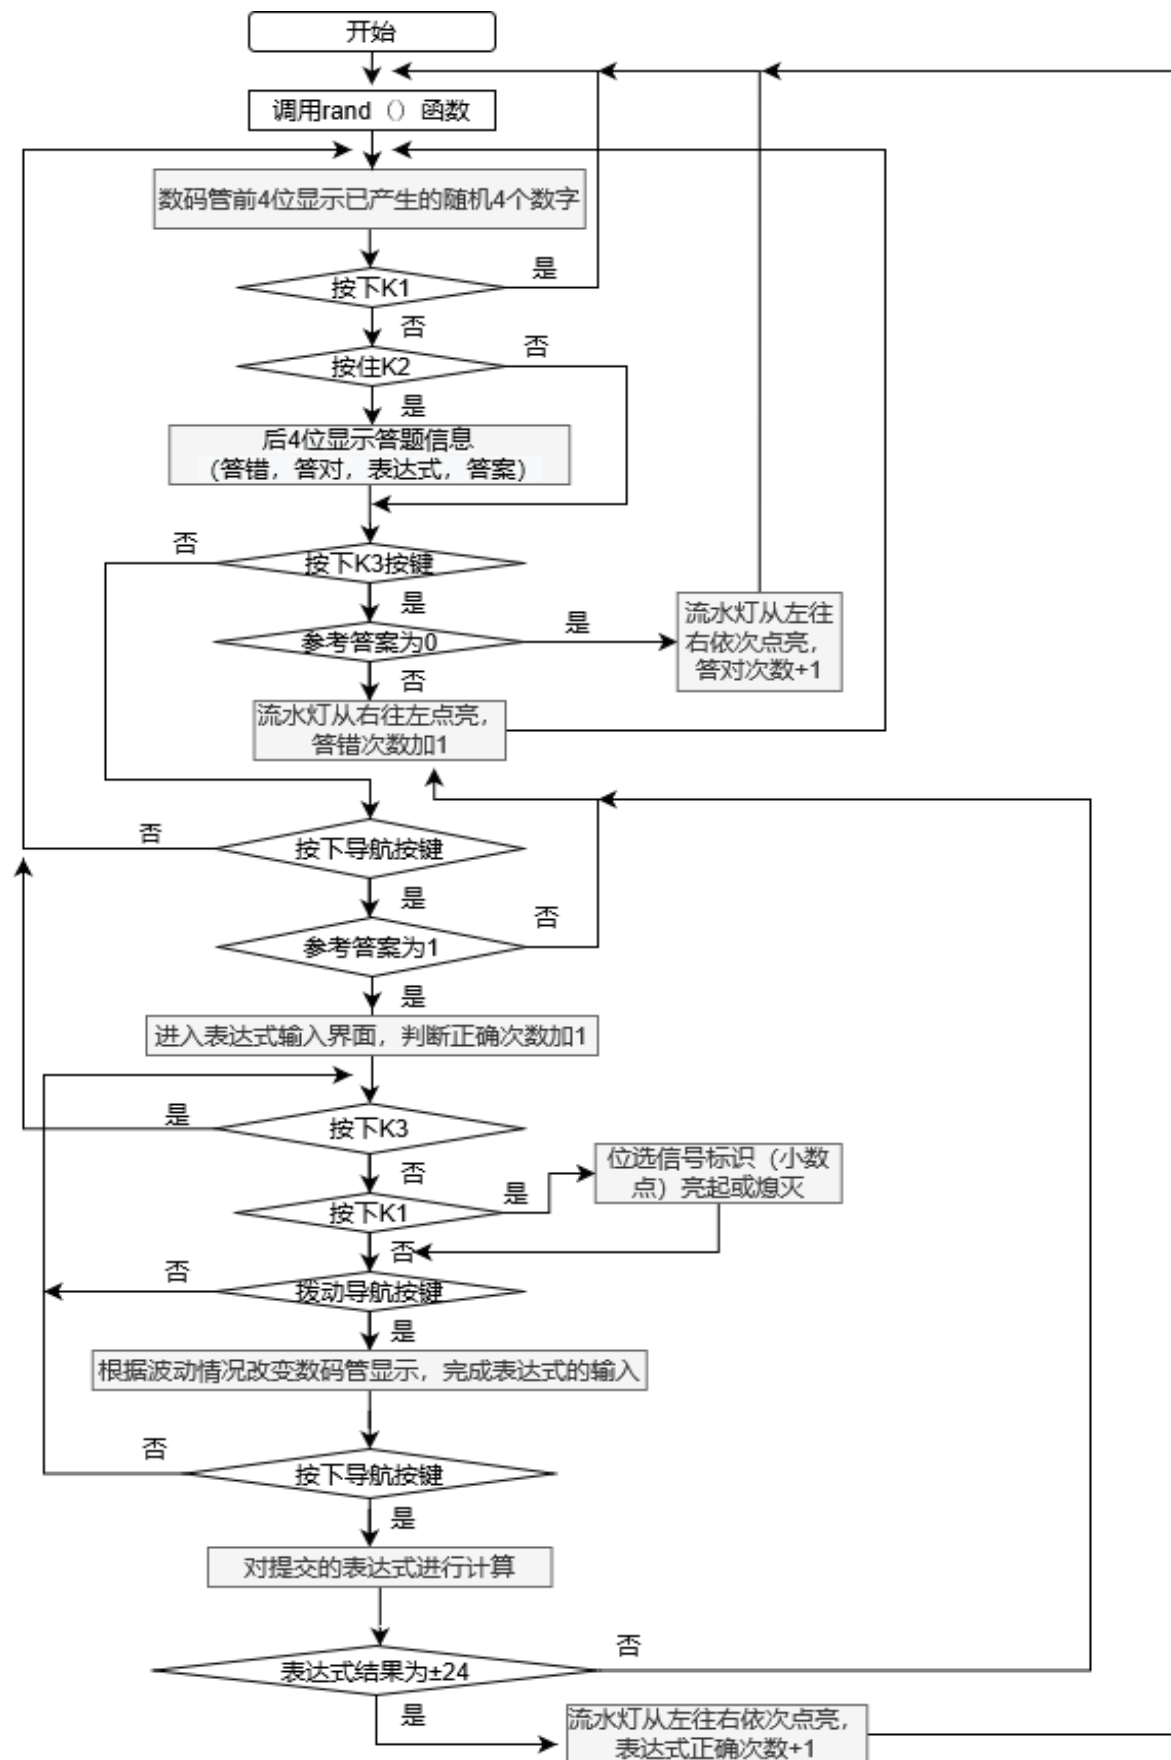 开始
调用rand（）函数
数码管前4位显示已产生的随机4个数字
按下K1
是
否
按住K2
否
是
后4位显示答题信息
（答错，答对，表达式，答案）
否
按下K3按键
是
参考答案为0
是
流水灯从左往
右依次点亮，
答对次数+1
否
流水灯从右往左点亮，
答错次数加1
否
按下导航按键
是
否
参考答案为1
是
进入表达式输入界面，判断正确次数加1
是
按下K3
否
位选信号标识（小数
点）亮起或熄灭
是
按下K1
否
否
拨动导航按键
是
根据波动情况改变数码管显示，完成表达式的输入
否
按下导航按键
是
对提交的表达式进行计算
否
表达式结果为±24
是
流水灯从左往右依次点亮，
表达式正确次数+1